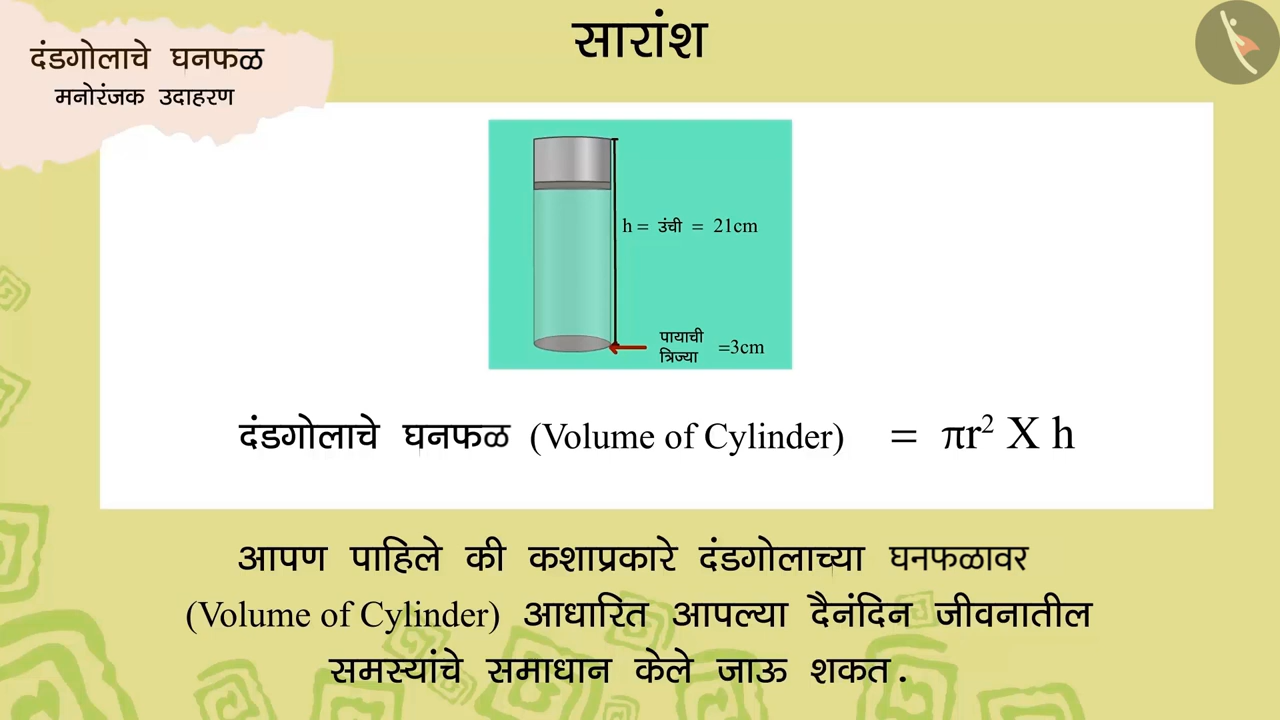 सारांश
दंडगोलाचे घनफळ
मनोरंजक उदाहरण
h = उंची = 21cm
पायाची
त्रिज्या =3cm
दंडगोलाचे घनफळ (Volume of Cylinder) = πr² X h
आपण पाहिले की कशाप्रकारे दंडगोलाच्या घनफळावर
(Volume of Cylinder) आधारित आपल्या दैनंदिन जीवनातील
समस्यांचे समाधान केले जाऊ शकत.